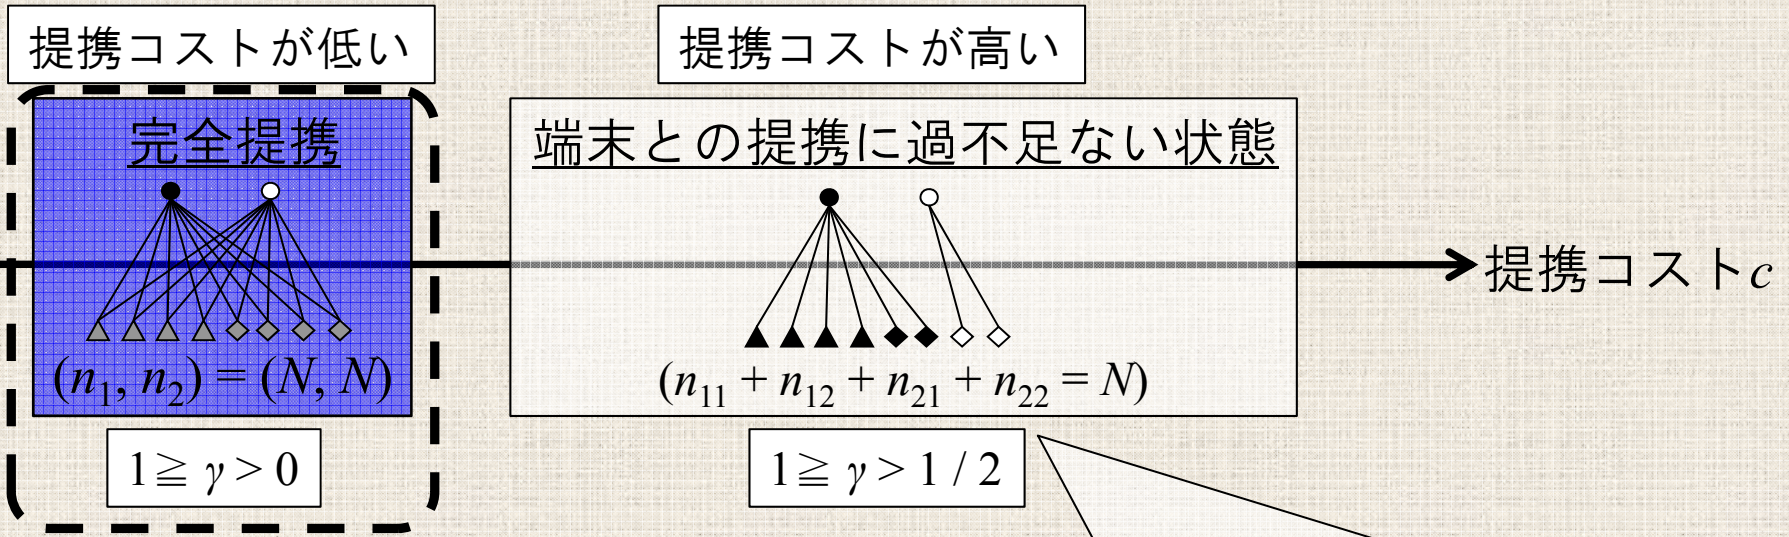 提携コストが低い
提携コストが高い
完全提携
端末との提携に過不足ない状態
提携コストc
(n₁, n₂) = (N, N)
(n₁₁ + n₁₂ + n₂₁ + n₂₂ = N)
1≧ γ > 0
1≧ γ > 1 / 2